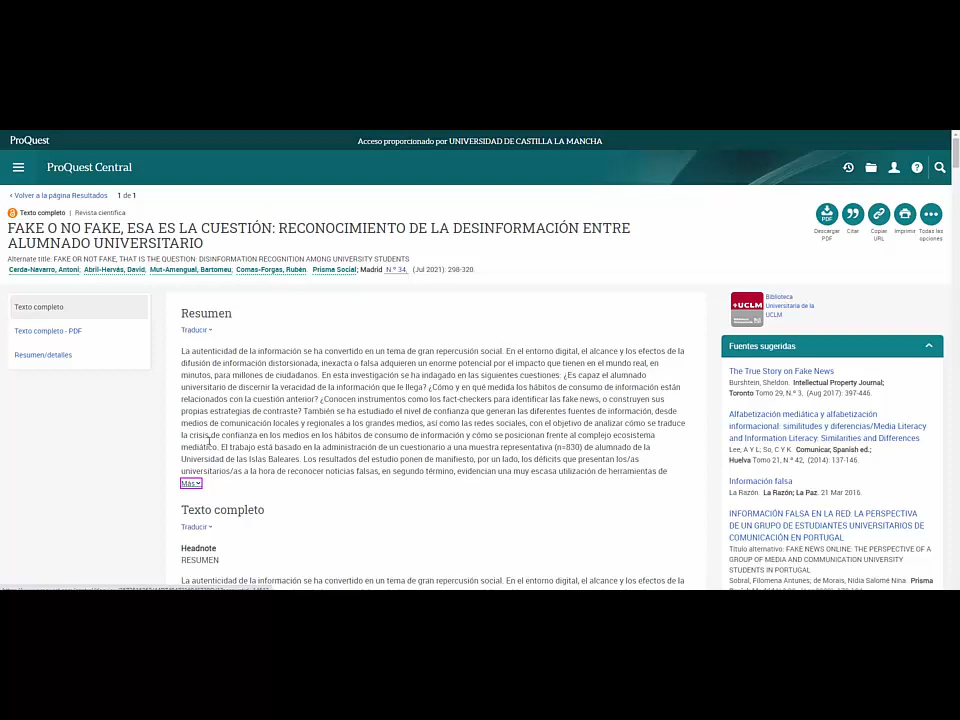 ProQuest
Acceso proporcionado por UNIVERSIDAD DE CASTILLA LA MANCHA
ProQuest Central
‹ Volver a la página Resultados 1 de 1
Texto completo | Revista científica
FAKE O NO FAKE, ESA ES LA CUESTIÓN: RECONOCIMIENTO DE LA DESINFORMACIÓN ENTRE
ALUMNADO UNIVERSITARIO
Alternate title: FAKE OR NOT FAKE, THAT IS THE QUESTION: DISINFORMATION RECOGNITION AMONG UNIVERSITY STUDENTS
Cerda-Navarro, Antoni; Abril-Hervás, David; Mut-Amengual, Bartomeu; Comas-Forgas, Rubén. Prisma Social; Madrid N.º 34, (Jul 2021): 298-320.
PDF
Descargar PDF
Citar
Copiar URL
Imprimir
Todas las opciones
Texto completo
Texto completo - PDF
Resumen/detalles
Resumen
Traducir
La autenticidad de la información se ha convertido en un tema de gran repercusión social. En el entorno digital, el alcance y los efectos de la
difusión de información distorsionada, inexacta o falsa adquieren un enorme potencial por el impacto que tienen en el mundo real, en
minutos, para millones de ciudadanos. En esta investigación se ha indagado en las siguientes cuestiones: ¿Es capaz el alumnado
universitario de discernir la veracidad de la información que le llega? ¿Cómo y en qué medida los hábitos de consumo de información están
relacionados con la cuestión anterior? ¿Conocen instrumentos como los fact-checkers para identificar las fake news, o construyen sus
propias estrategias de contraste? También se ha estudiado el nivel de confianza que generan las diferentes fuentes de información, desde
medios de comunicación locales y regionales a los grandes medios, así como las redes sociales, con el objetivo de analizar cómo se traduce
la crisis de confianza en los medios en los hábitos de consumo de información y cómo se posicionan frente al complejo ecosistema
mediático. El trabajo está basado en la administración de un cuestionario a una muestra representativa (n=830) de alumnado de la
Universidad de las Islas Baleares. Los resultados del estudio ponen de manifiesto, por un lado, los déficits que presentan los/as
universitarios/as a la hora de reconocer noticias falsas, en segundo término, evidencian una muy escasa utilización de herramientas de
Más
Texto completo
Traducir
Headnote
RESUMEN
La autenticidad de la información se ha convertido en un tema de gran repercusión social. En el entorno digital, el alcance y los efectos de la
+UCLM
Biblioteca
Universitaria de la
UCLM
Fuentes sugeridas
The True Story on Fake News
Burshtein, Sheldon. Intellectual Property Journal;
Toronto Tomo 29, N.º 3, (Aug 2017): 397-446.
Alfabetización mediática y alfabetización
informacional: similitudes y diferencias/Media Literacy
and Information Literacy: Similarities and Differences
Lee, A Y L; So, C Y K. Comunicar, Spanish ed.;
Huelva Tomo 21, N.º 42, (2014): 137-146.
Información falsa
La Razón. La Razón; La Paz. 21 Mar 2016.
INFORMACIÓN FALSA EN LA RED: LA PERSPECTIVA
DE UN GRUPO DE ESTUDIANTES UNIVERSITARIOS DE
COMUNICACIÓN EN PORTUGAL
Título alternativo: FAKE NEWS ONLINE: THE PERSPECTIVE OF A
GROUP OF MEDIA AND COMMUNICATION UNIVERSITY
STUDENTS IN PORTUGAL
Sobral, Filomena Antunes; de Morais, Nídia Salomé Nina. Prisma